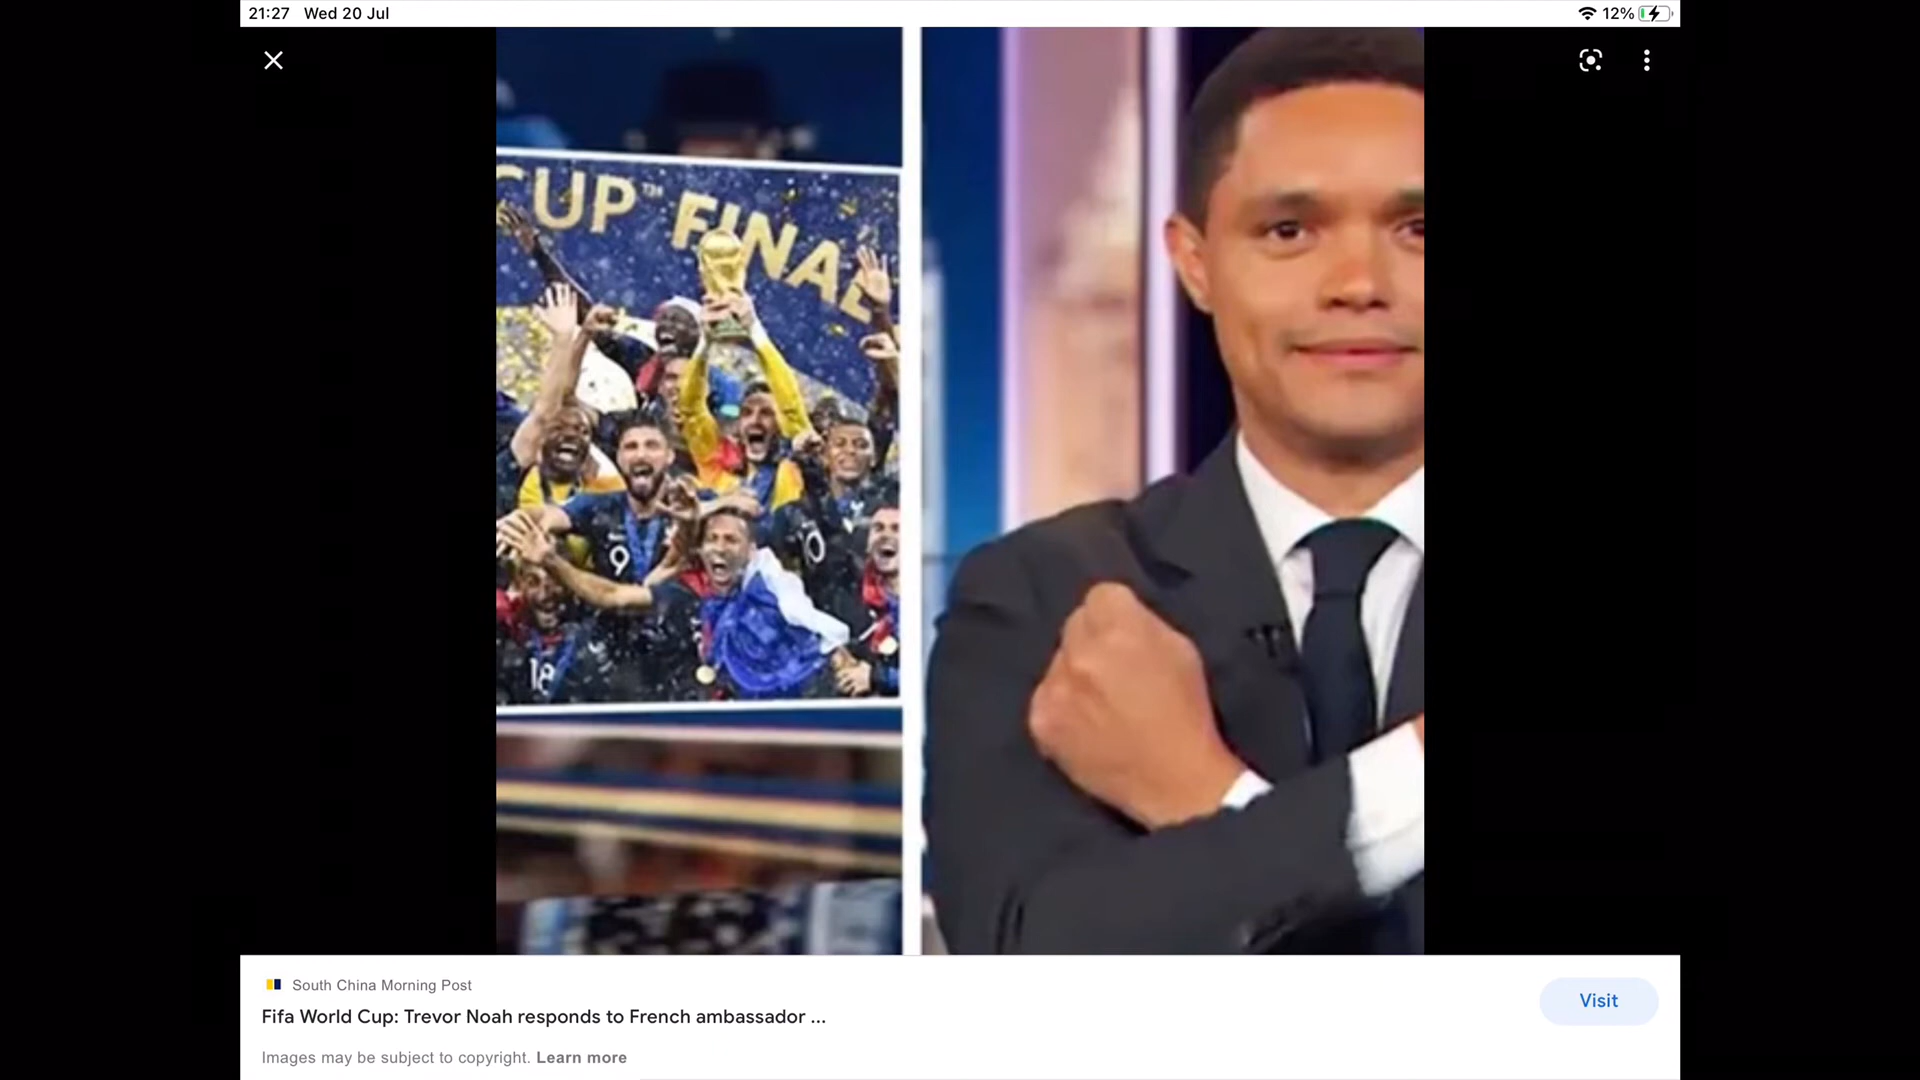 21:27 Wed 20 Jul
12%
CUP™ FINAL
9
10
18
South China Morning Post
Fifa World Cup: Trevor Noah responds to French ambassador ...
Visit
Images may be subject to copyright. Learn more